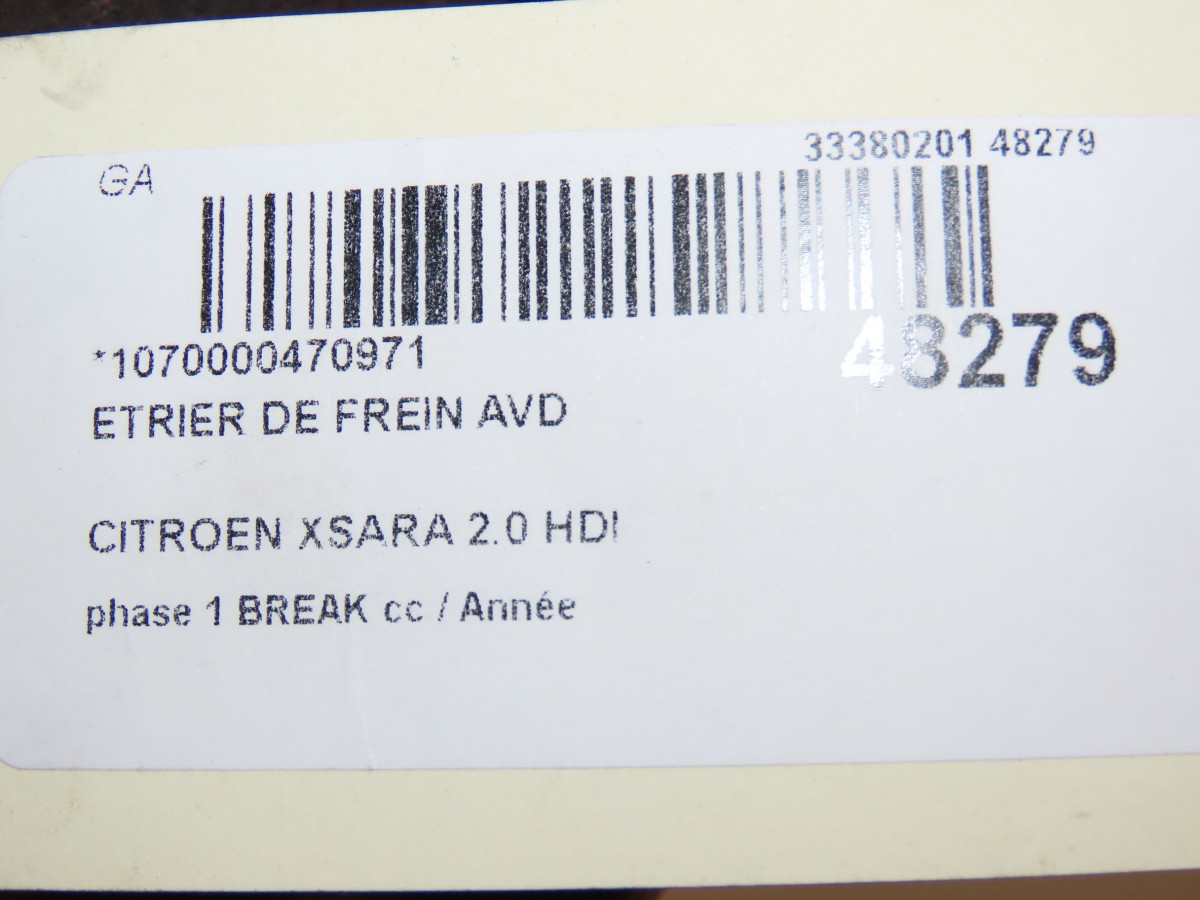 33380201 48279
GA
*1070000470971
48279
ETRIER DE FREIN AVD
CITROEN XSARA 2.0 HDI
phase 1 BREAK cc / Année